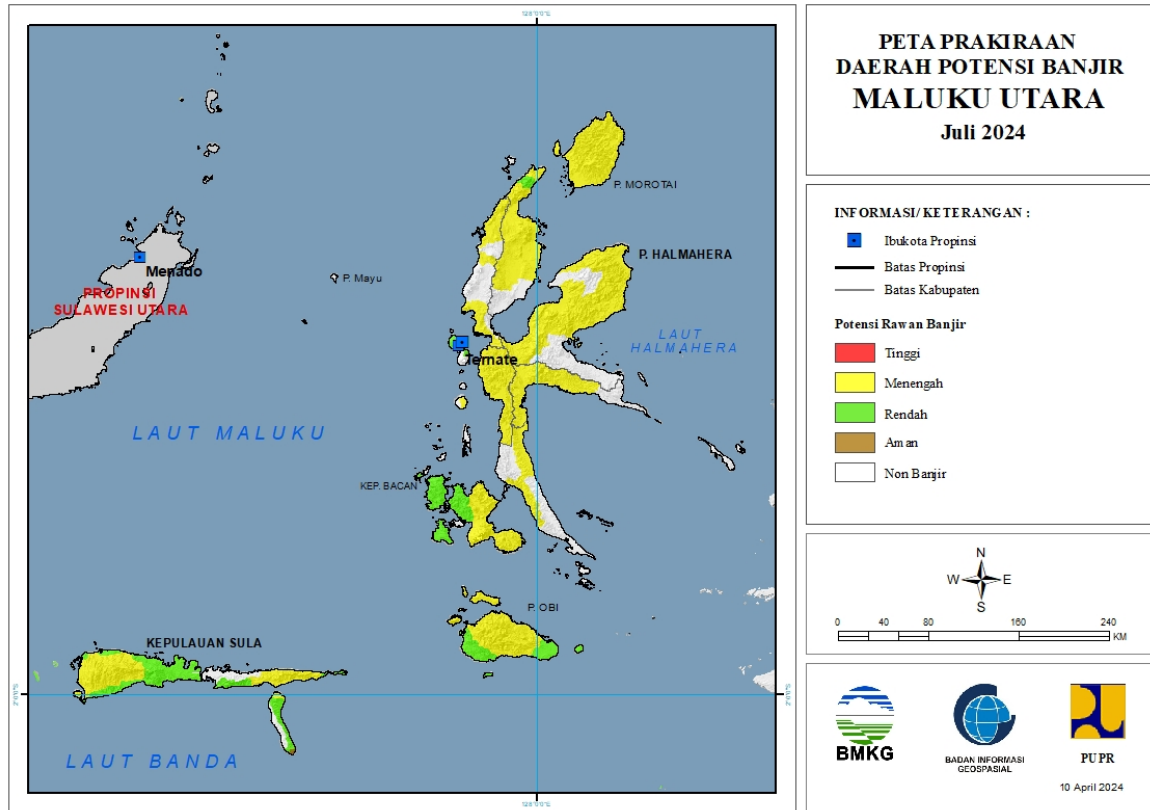 PETA PRAKIRAAN
DAERAH POTENSI BANJIR
MALUKU UTARA
Juli 2024
INFORMASI/ KETERANGAN :
Ibukota Propinsi
Batas Propinsi
Batas Kabupaten
Potensi Rawan Banjir
Tinggi
Menengah
Rendah
Aman
Non Banjir
N
W
E
S
0 40 80 160 240
KM
BMKG
BADAN INFORMASI
GEOSPASIAL
PUPR
10 April 2024
P. MOROTAI
P. HALMAHERA
Menado
PROPINSI
SULAWESI UTARA
P. Mayu
LAUT
HALMAHERA
Ternate
LAUT MALUKU
KEP. BACAN
P. OBI
KEPULAUAN SULA
LAUT BANDA